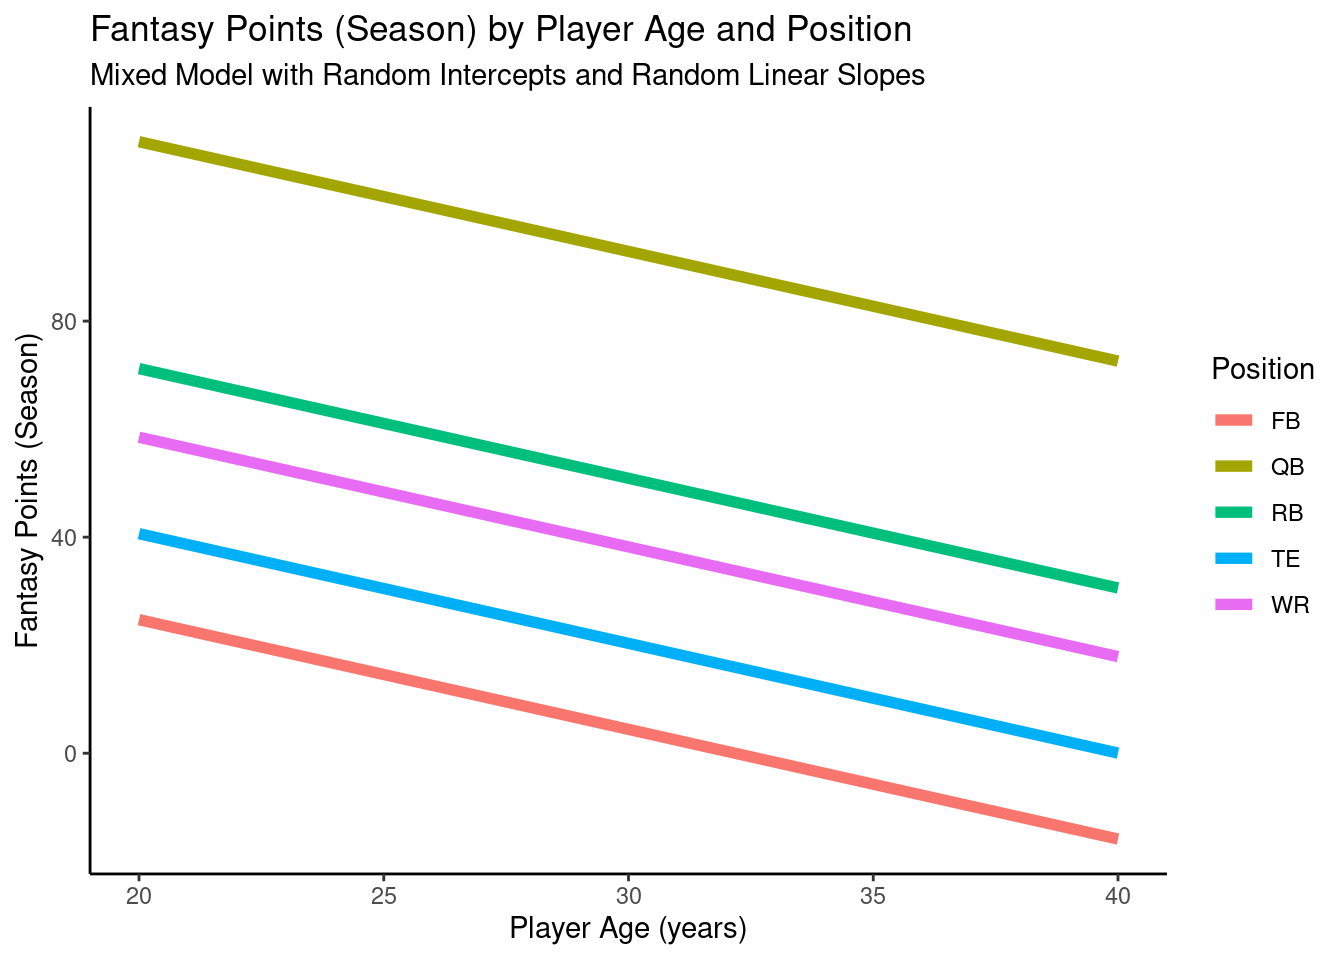 Fantasy Points (Season) by Player Age and Position
Mixed Model with Random Intercepts and Random Linear Slopes
Fantasy Points (Season)
80
40
0
20 25 30 35 40
Player Age (years)
Position
FB
QB
RB
TE
WR